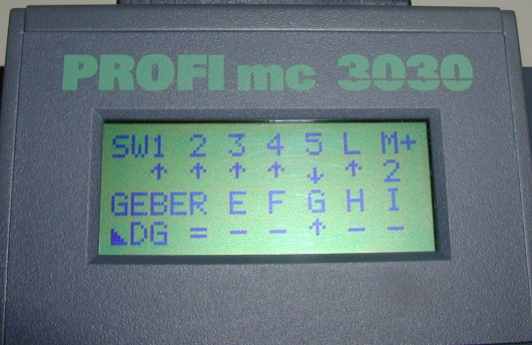 PROFI mc 3030
SW1 2 3 4 5 L M+
↑ ↑ ↑ ↑ ↓ ↑ 2
GEBER E F G H I
DG = – – ↑ – –